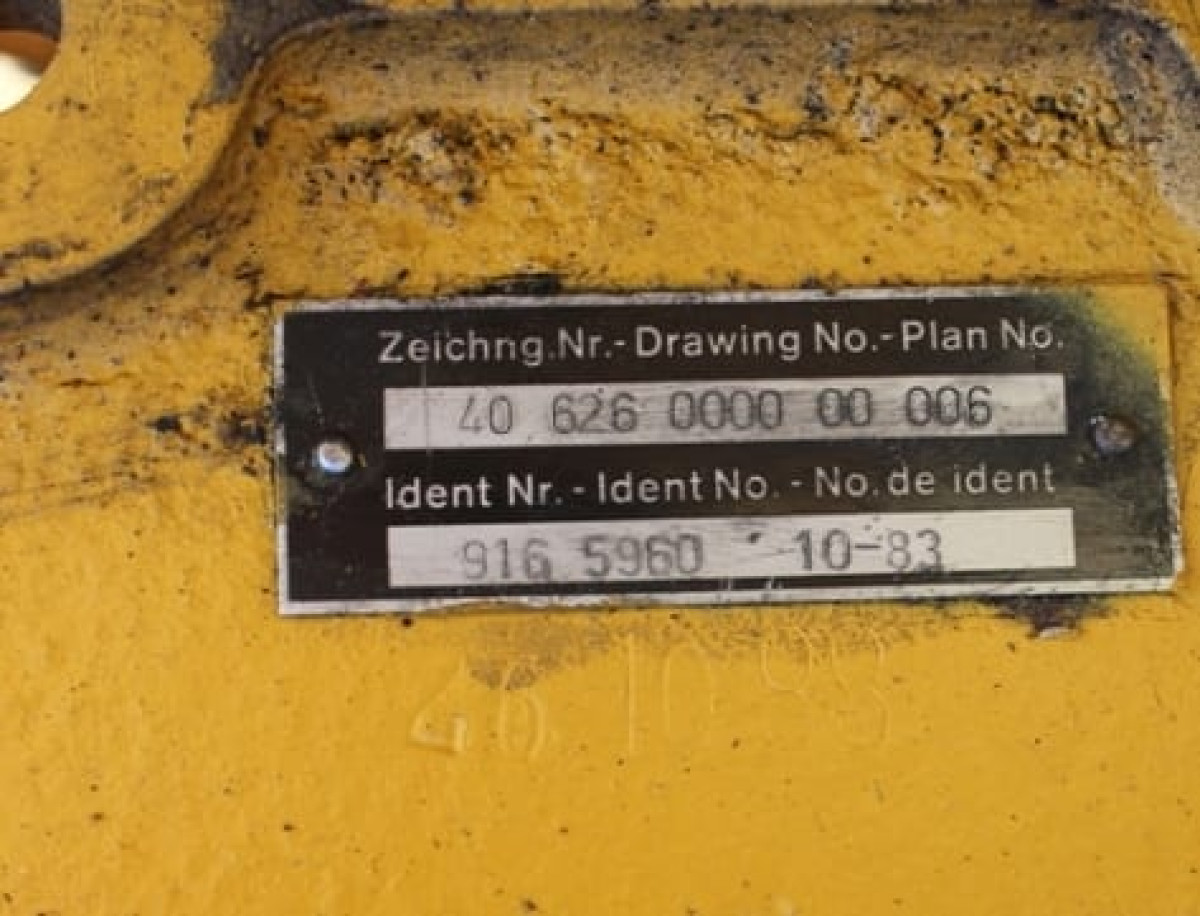 Zeichng.Nr.-Drawing No.-Plan No.
40 626 0000 00 006
Ident Nr. - Ident No. - No. de ident
916 5960 10-83